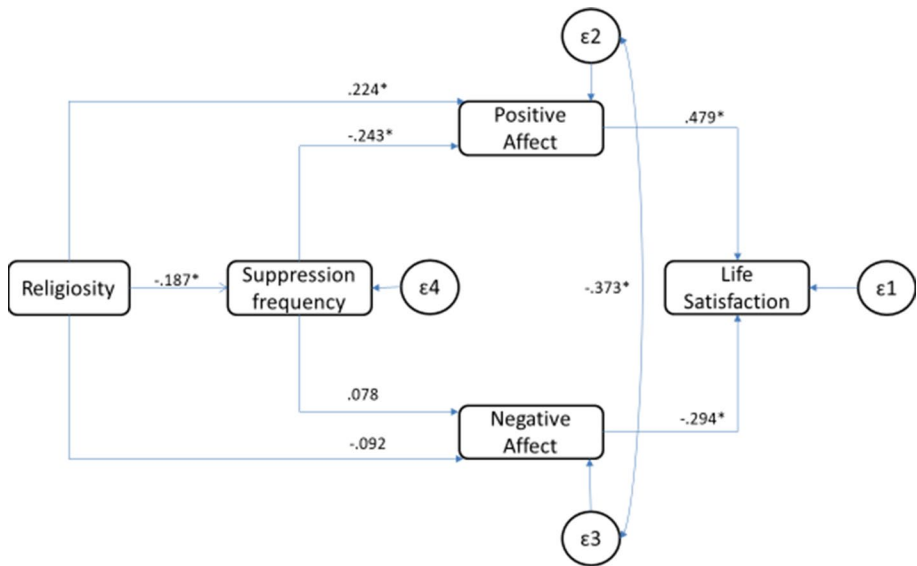 ε2
.224*
Positive
Affect
.479*
-.243*
Religiosity
-.187*
Suppression
frequency
ε4
-.373*
Life
Satisfaction
ε1
.078
Negative
Affect
-.294*
-.092
ε3